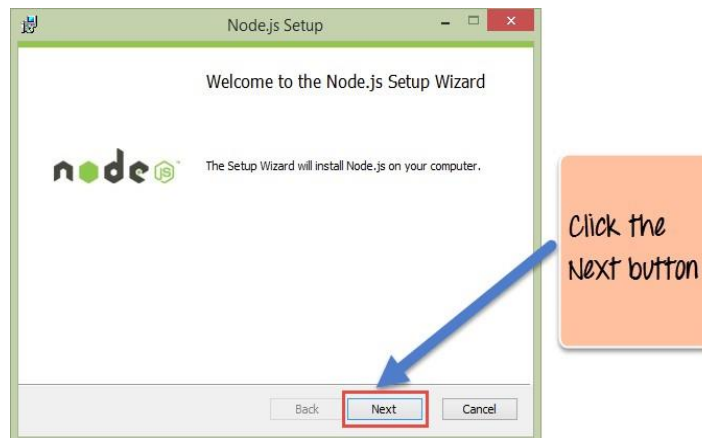 Node.js Setup
Welcome to the Node.js Setup Wizard
node JS
The Setup Wizard will install Node.js on your computer.
Click the
Next button
Back Next Cancel